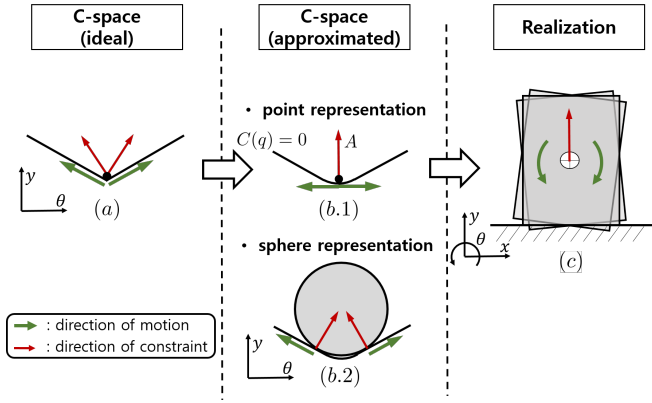 C-space
(ideal)
C-space
(approximated)
Realization
• point representation
C(q) = 0
A
y
θ
(a)
(b.1)
• sphere representation
y
θ
x
(c)
: direction of motion
: direction of constraint
y
θ
(b.2)